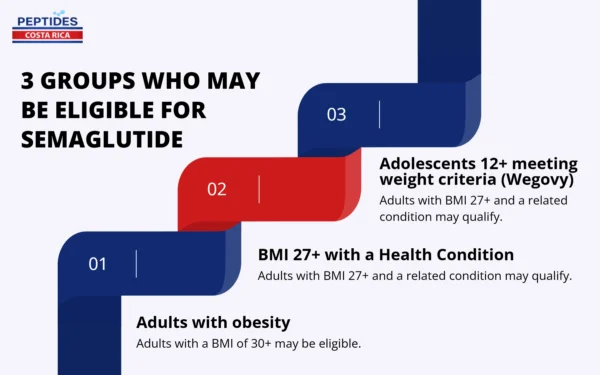 PEPTIDES
COSTA RICA
3 GROUPS WHO MAY
BE ELIGIBLE FOR
SEMAGLUTIDE
03
Adolescents 12+ meeting
weight criteria (Wegovy)
Adults with BMI 27+ and a related
condition may qualify.
02
BMI 27+ with a Health Condition
Adults with BMI 27+ and a related condition may qualify.
01
Adults with obesity
Adults with a BMI of 30+ may be eligible.